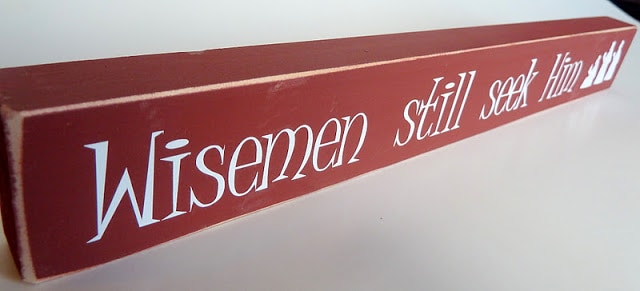 Wisemen still seek Him